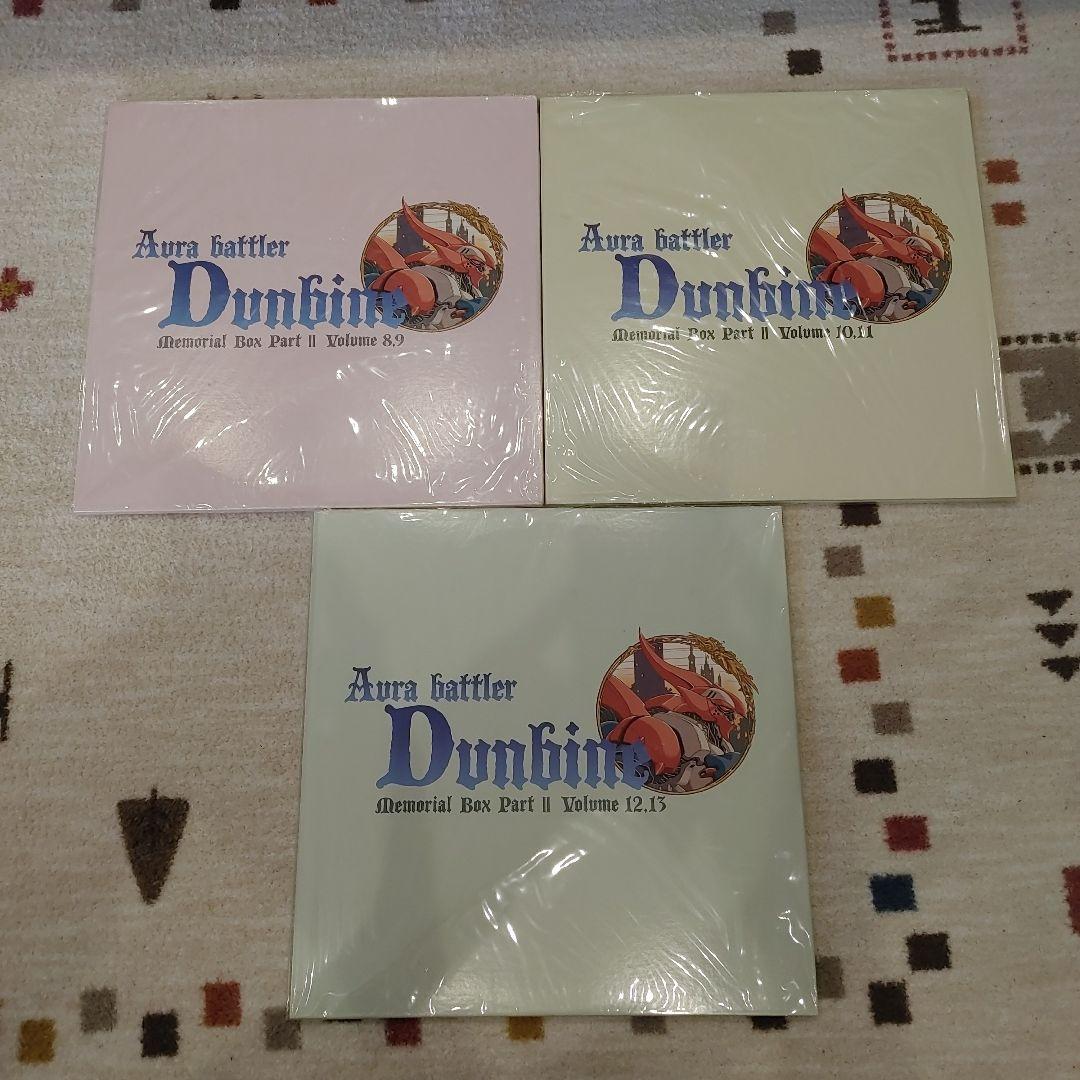 Aura battler
Dunbine
Memorial Box Part II Volume 8,9
Aura battler
Dunbine
Memorial Box Part II Volume 10,11
Aura battler
Dunbine
Memorial Box Part II Volume 12,13